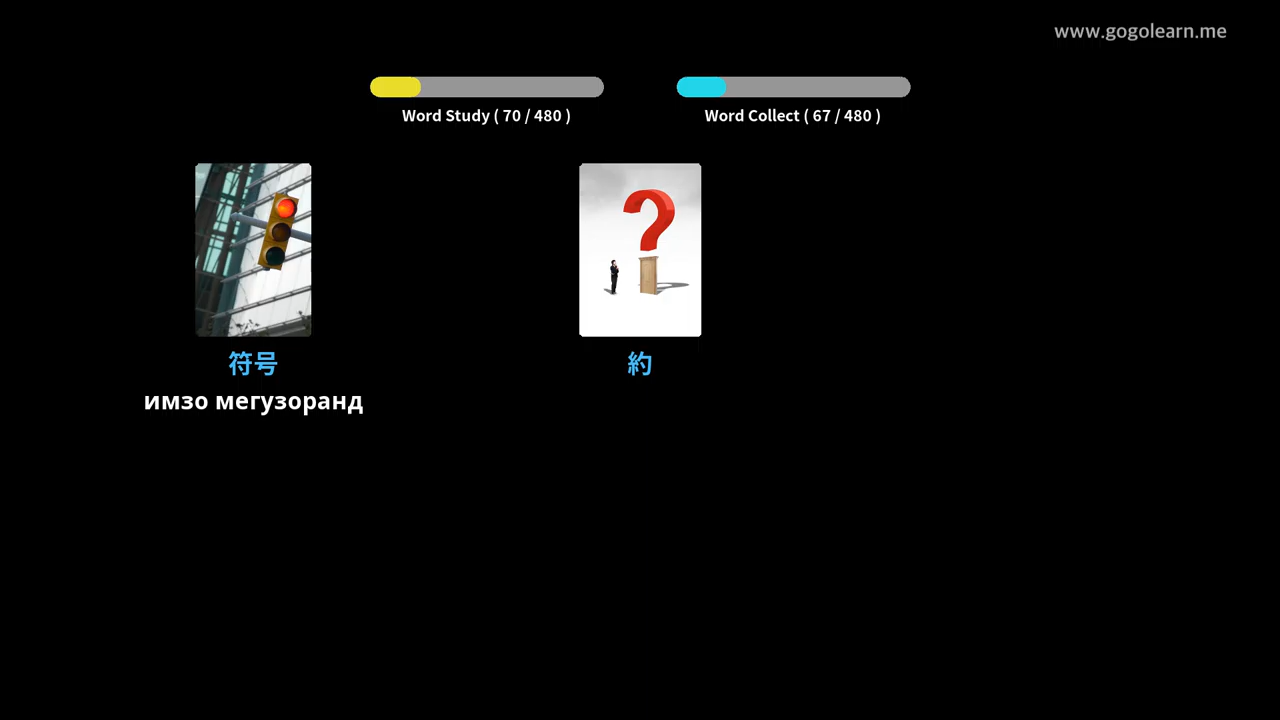 www.gogolearn.me
Word Study ( 70 / 480 )
Word Collect ( 67 / 480 )
符号
約
имзо мегузоранд